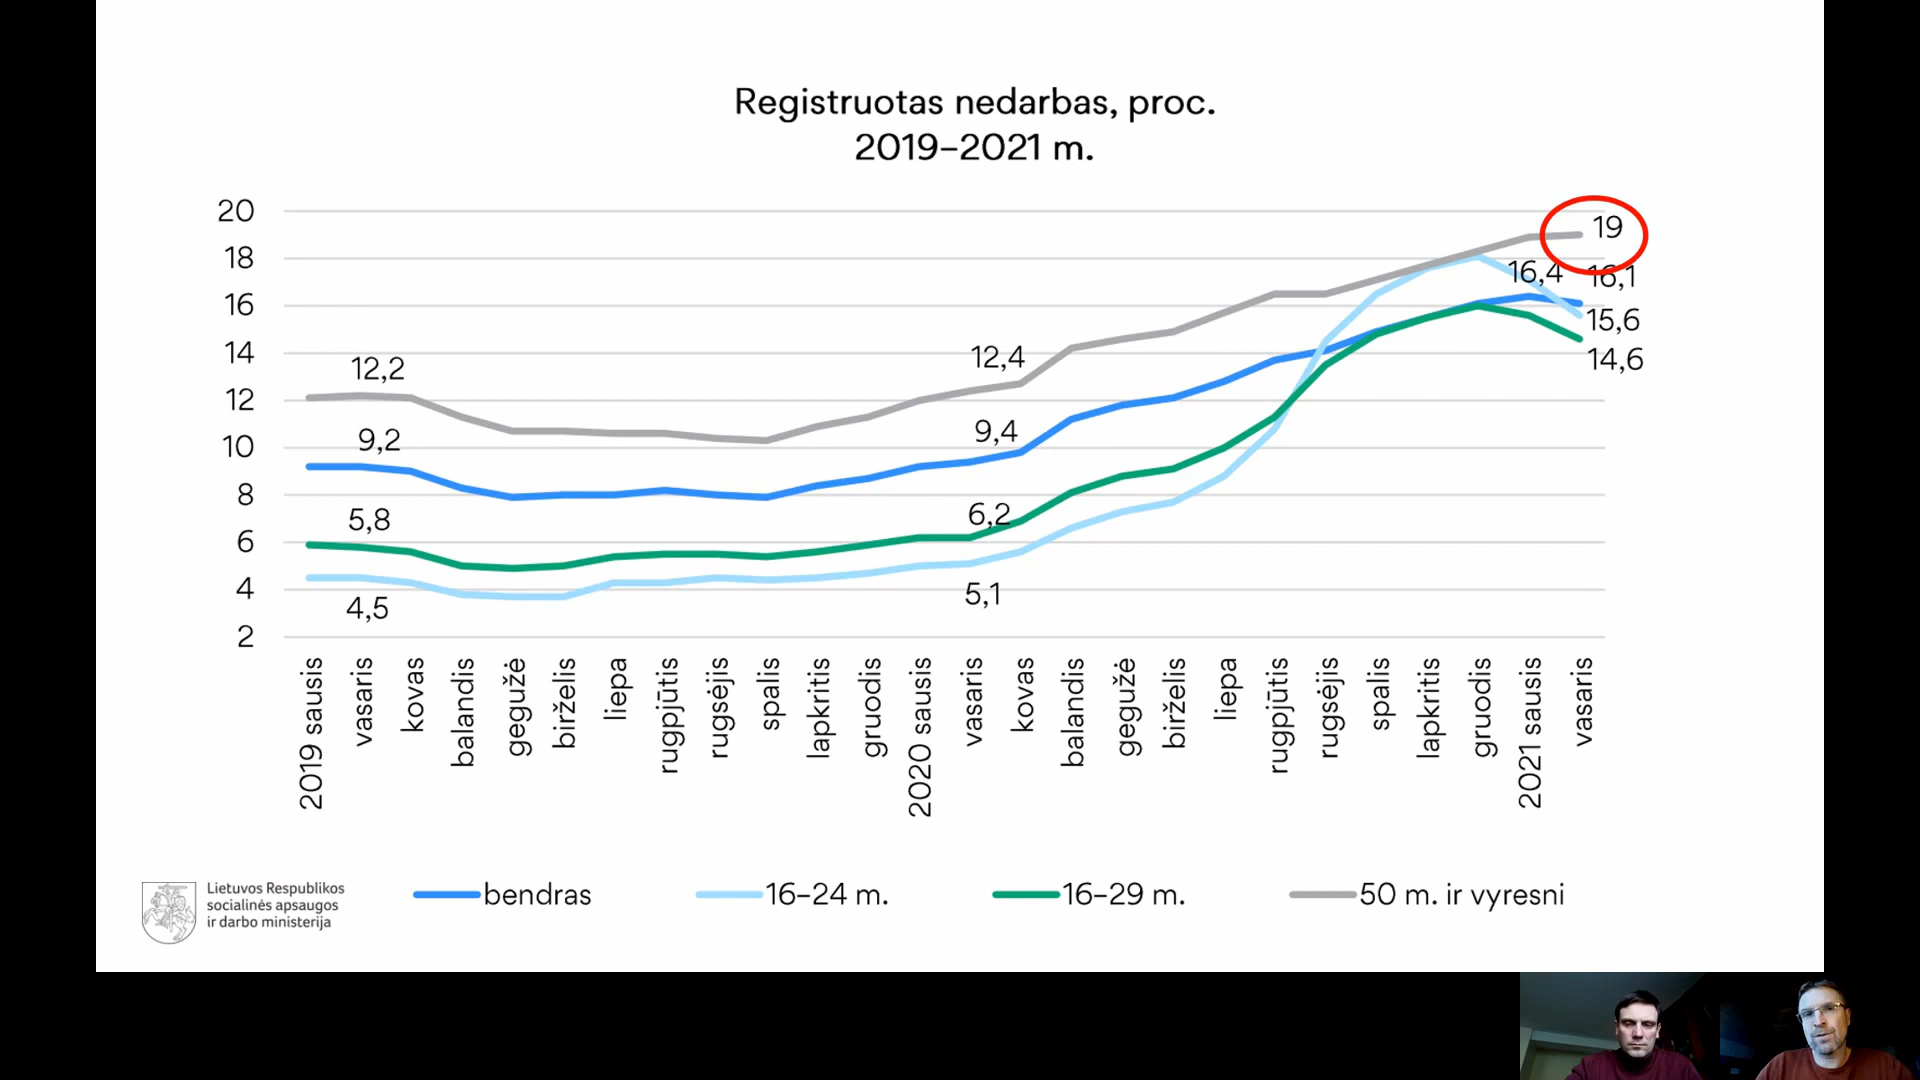 Registruotas nedarbas, proc.
2019–2021 m.
20
18
16
14
12
10
8
6
4
2
12,2
9,2
5,8
4,5
12,4
9,4
6,2
5,1
19
16,4
16,1
15,6
14,6
2019 sausis
vasaris
kovas
balandis
gegužė
birželis
liepa
rugpjūtis
rugsėjis
spalis
lapkritis
gruodis
2020 sausis
vasaris
kovas
balandis
gegužė
birželis
liepa
rugpjūtis
rugsėjis
spalis
lapkritis
gruodis
2021 sausis
vasaris
bendras
16–24 m.
16–29 m.
50 m. ir vyresni
Lietuvos Respublikos
socialinės apsaugos
ir darbo ministerija